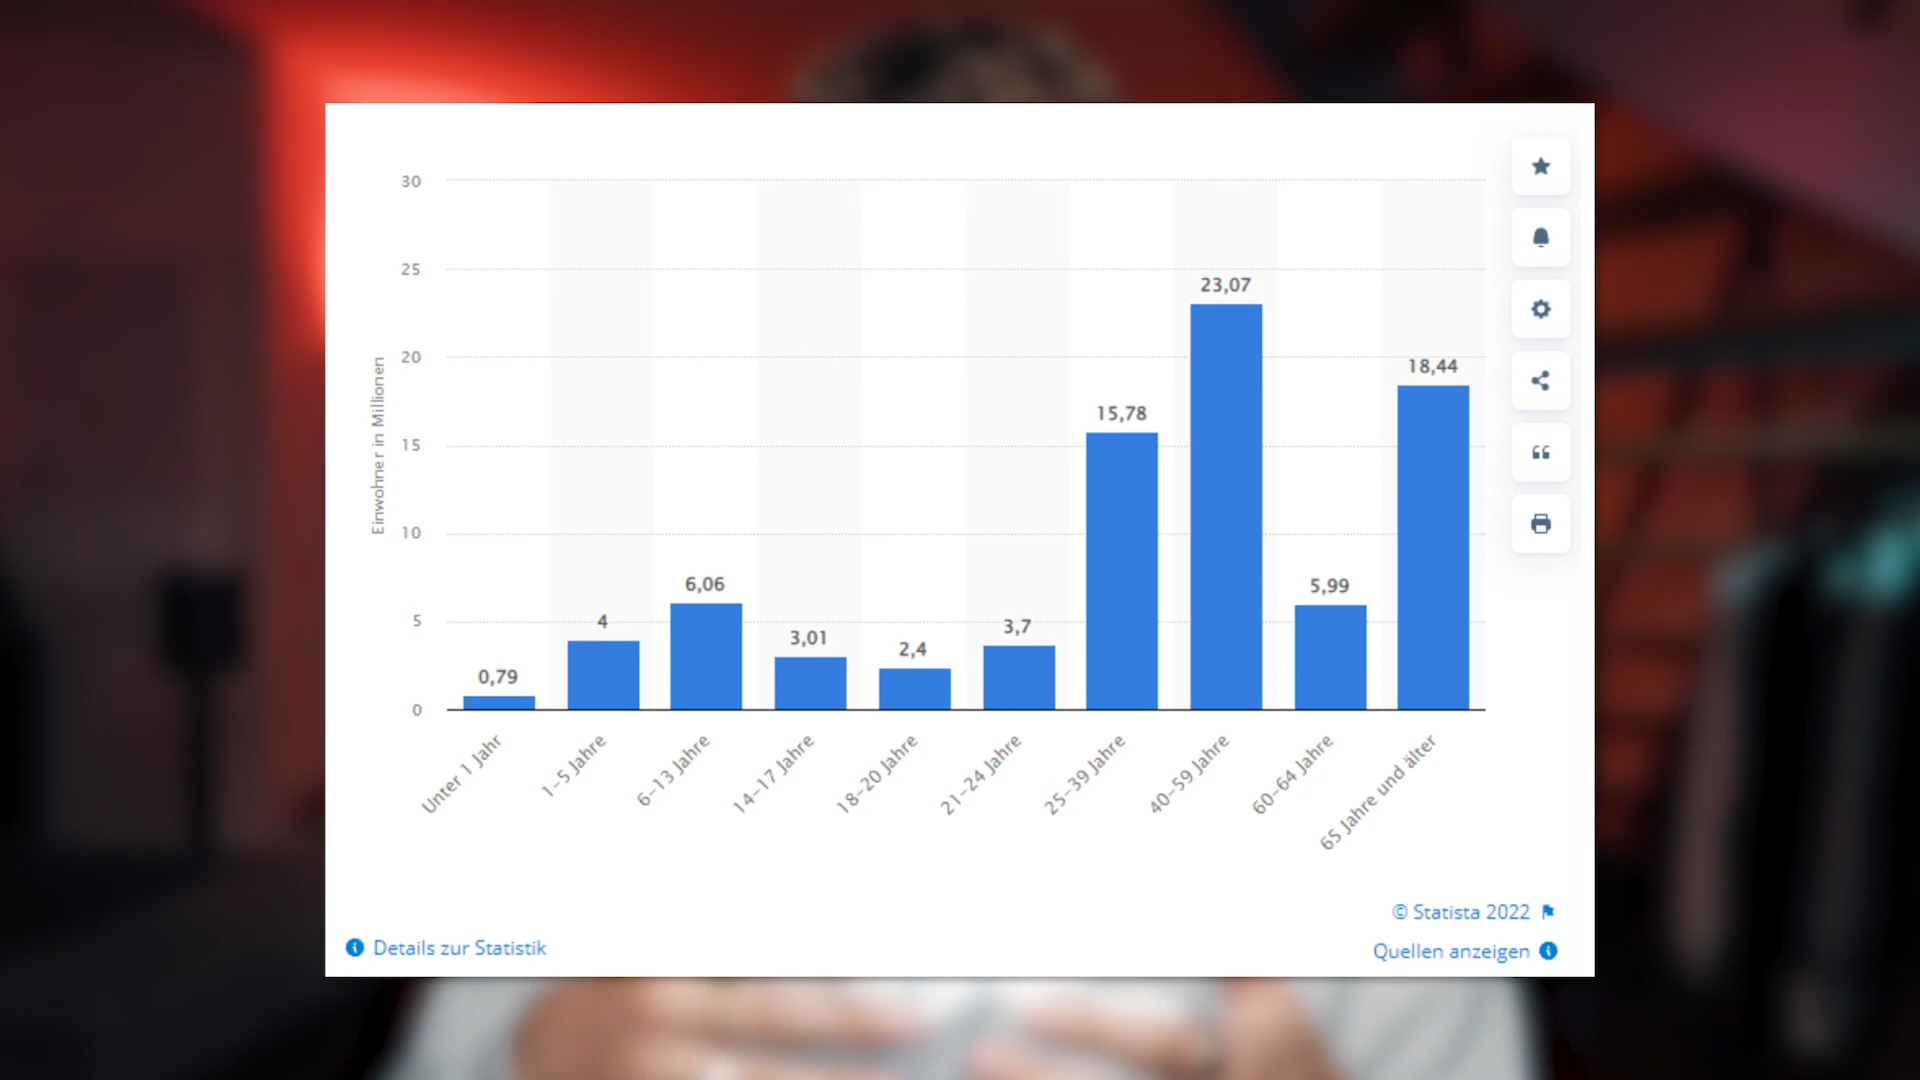 30
25
20
15
10
5
0
Einwohner in Millionen
0,79
4
6,06
3,01
2,4
3,7
15,78
23,07
5,99
18,44
Unter 1 Jahr
1–5 Jahre
6–13 Jahre
14–17 Jahre
18–20 Jahre
21–24 Jahre
25–39 Jahre
40–59 Jahre
60–64 Jahre
65 Jahre und älter
© Statista 2022
Details zur Statistik
Quellen anzeigen